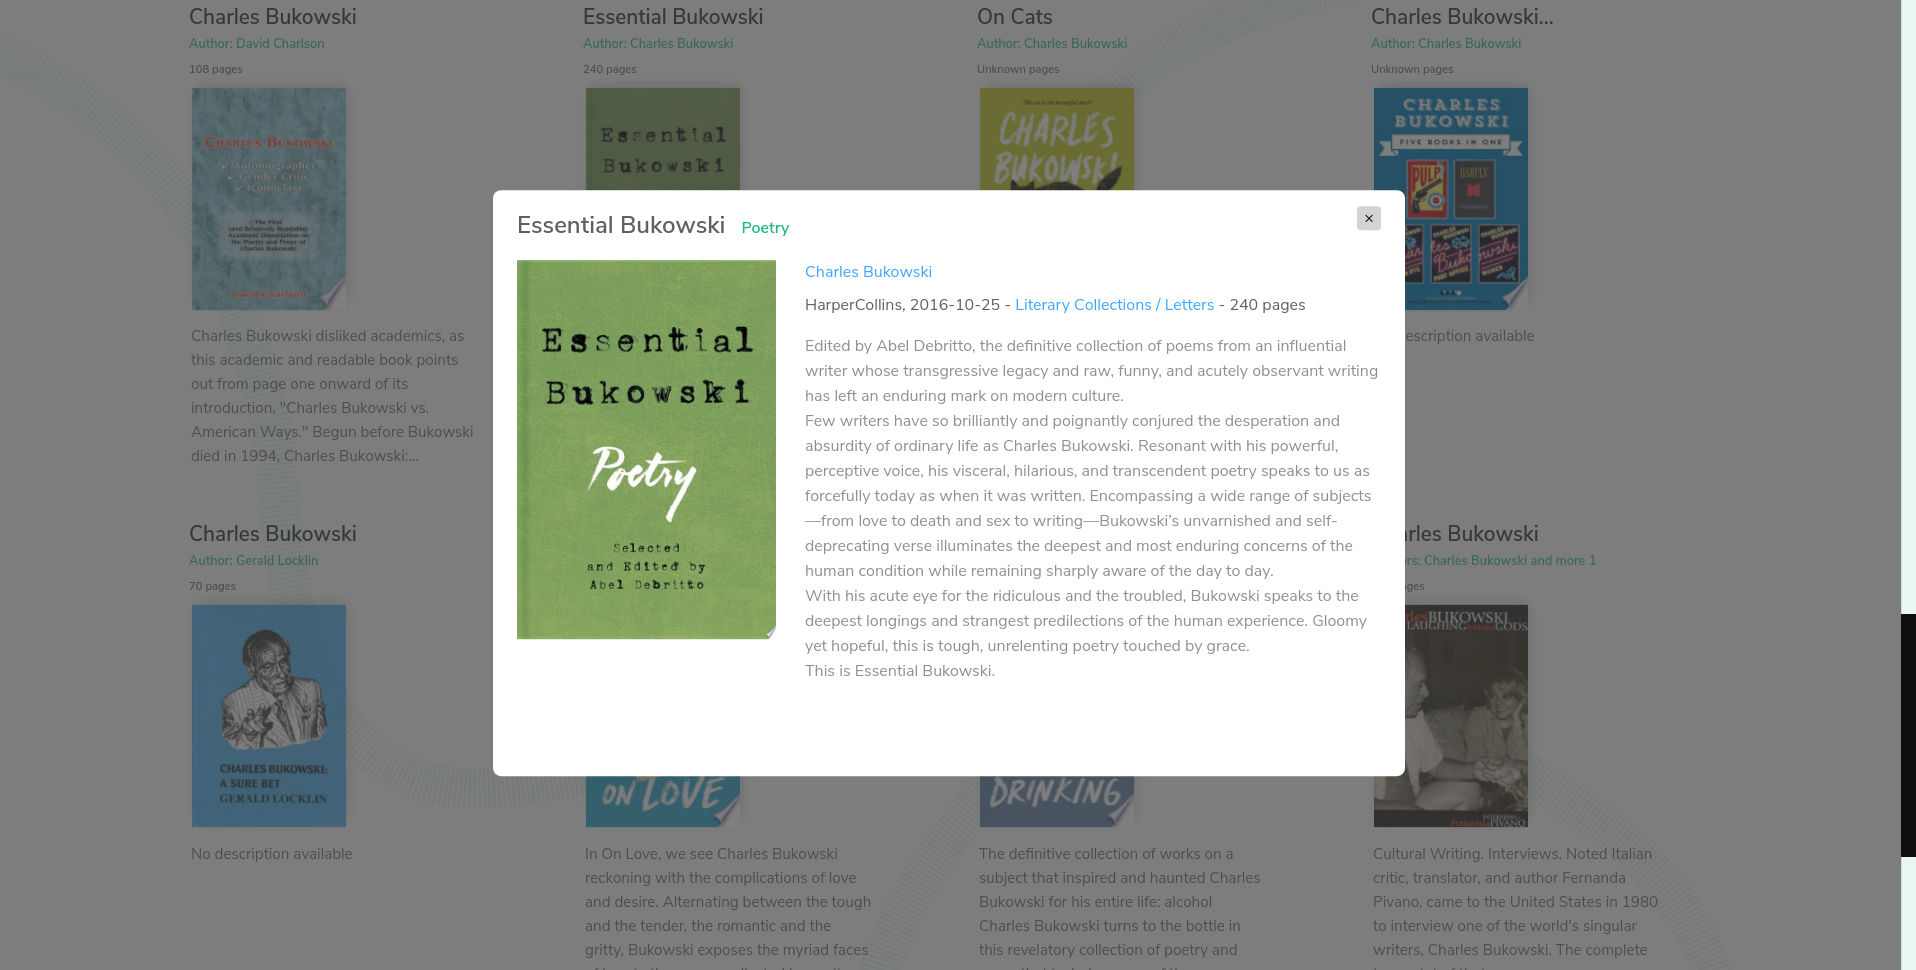 Charles Bukowski
Author: David Charlson
108 pages
CHARLES BUKOWSKI
✓ Autobiographer
✓ Gender Critic
✓ Iconoclast
The First
(and Relatively Readable)
Academic Dissertation on
the Poetry and Prose of
Charles Bukowski
David Charlson
Charles Bukowski disliked academics, as
this academic and readable book points
out from page one onward of its
introduction, "Charles Bukowski vs.
American Ways." Begun before Bukowski
died in 1994, Charles Bukowski:...
Essential Bukowski
Author: Charles Bukowski
240 pages
Essential
Bukowski
On Cats
Author: Charles Bukowski
Unknown pages
CHARLES
BUKOWSKI
Charles Bukowski...
Author: Charles Bukowski
Unknown pages
CHARLES
BUKOWSKI
FIVE BOOKS IN ONE
PULP
BARFLY
Bukowski
escription available
Essential Bukowski Poetry
×
Essential
Bukowski
Poetry
Selected
and Edited by
Abel Debritto
Charles Bukowski
HarperCollins, 2016-10-25 - Literary Collections / Letters - 240 pages
Edited by Abel Debritto, the definitive collection of poems from an influential
writer whose transgressive legacy and raw, funny, and acutely observant writing
has left an enduring mark on modern culture.
Few writers have so brilliantly and poignantly conjured the desperation and
absurdity of ordinary life as Charles Bukowski. Resonant with his powerful,
perceptive voice, his visceral, hilarious, and transcendent poetry speaks to us as
forcefully today as when it was written. Encompassing a wide range of subjects
—from love to death and sex to writing—Bukowski’s unvarnished and self-
deprecating verse illuminates the deepest and most enduring concerns of the
human condition while remaining sharply aware of the day to day.
With his acute eye for the ridiculous and the troubled, Bukowski speaks to the
deepest longings and strangest predilections of the human experience. Gloomy
yet hopeful, this is tough, unrelenting poetry touched by grace.
This is Essential Bukowski.
Charles Bukowski
Author: Gerald Locklin
70 pages
CHARLES BUKOWSKI:
A SURE BET
GERALD LOCKLIN
No description available
ON LOVE
In On Love, we see Charles Bukowski
reckoning with the complications of love
and desire. Alternating between the tough
and the tender, the romantic and the
gritty, Bukowski exposes the myriad faces
DRINKING
The definitive collection of works on a
subject that inspired and haunted Charles
Bukowski for his entire life: alcohol
Charles Bukowski turns to the bottle in
this revelatory collection of poetry and
rles Bukowski
rs: Charles Bukowski and more 1
ages
les BUKOWSKI
LAUGHING with the GODS
Fernanda PIVANO
Cultural Writing. Interviews. Noted Italian
critic, translator, and author Fernanda
Pivano, came to the United States in 1980
to interview one of the world's singular
writers, Charles Bukowski. The complete